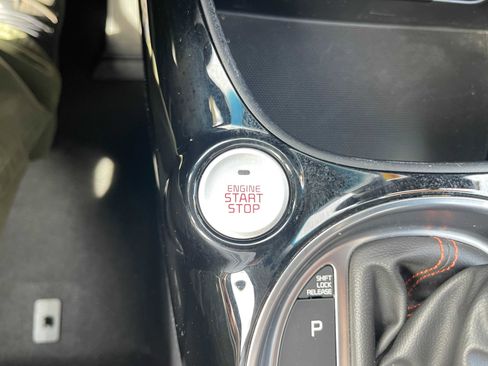 ENGINE
START
STOP
SHIFT
LOCK
RELEASE
P